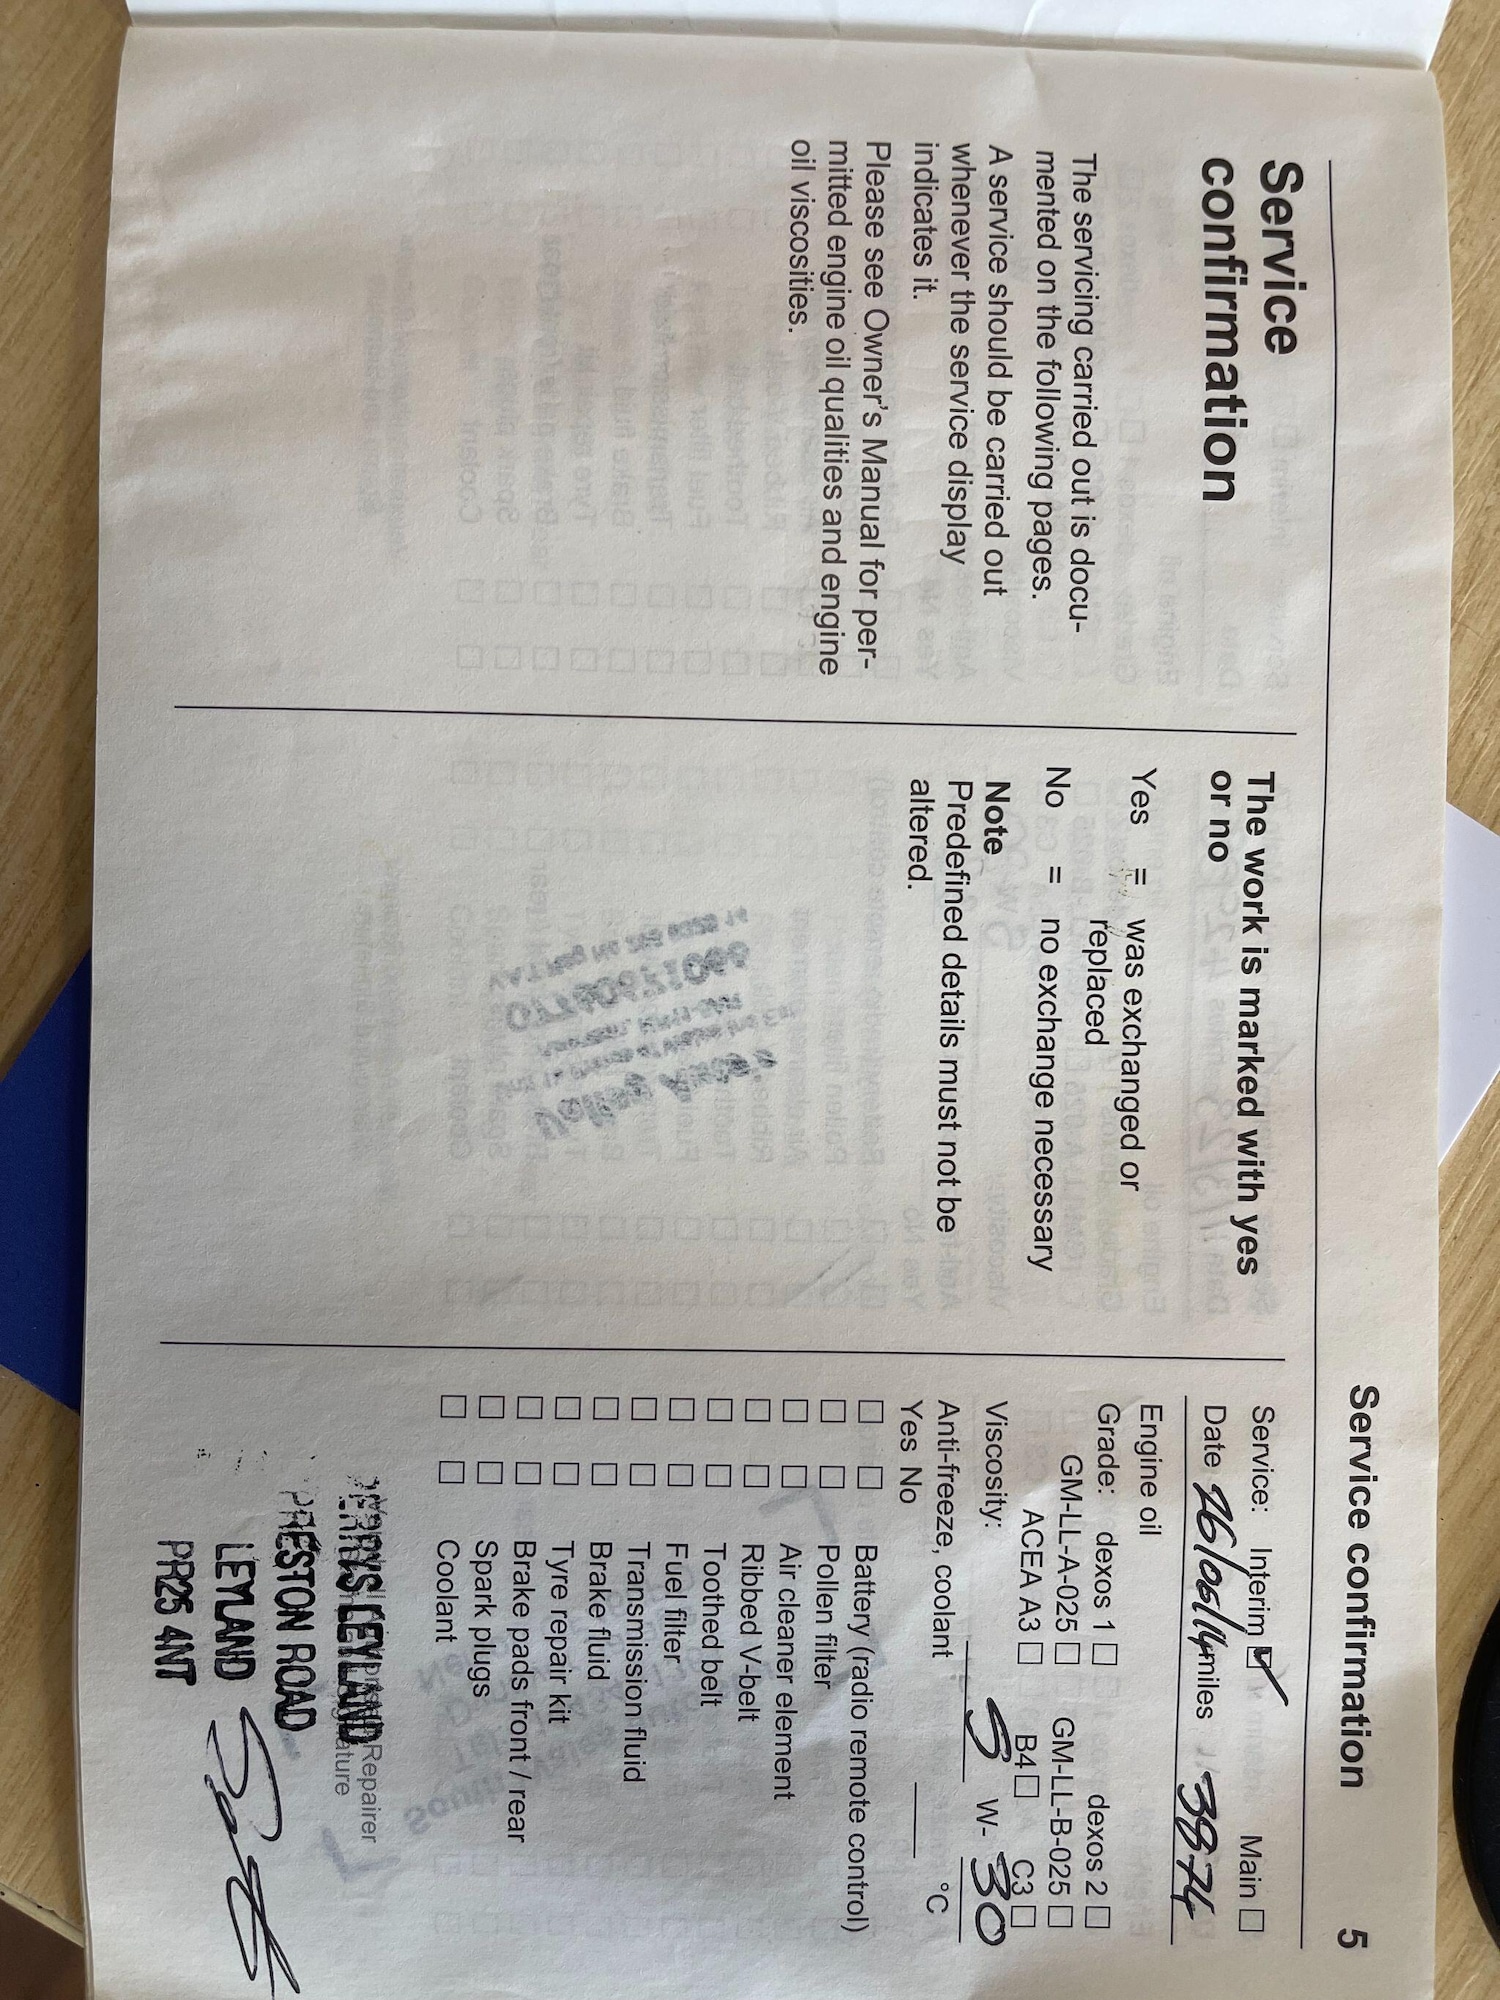 Service confirmation 5
Service
confirmation
The servicing carried out is docu-
mented on the following pages.
A service should be carried out
whenever the service display
indicates it.
Please see Owner's Manual for per-
mitted engine oil qualities and engine
oil viscosities.
The work is marked with yes
or no
Yes = was exchanged or
replaced
No = no exchange necessary
Note
Predefined details must not be
altered.
Service: Interim ☑ Main ☐
Date 26/06/14 miles 3874
Engine oil
Grade: dexos 1 ☐ dexos 2 ☐
GM-LL-A-025 ☐ GM-LL-B-025 ☐
ACEA A3 ☐ B4 ☐ C3 ☐
Viscosity: 5 W- 30
Anti-freeze, coolant °C
Yes No
☐ ☐ Battery (radio remote control)
☐ ☐ Pollen filter
☐ ☐ Air cleaner element
☐ ☐ Ribbed V-belt
☐ ☐ Toothed belt
☐ ☐ Fuel filter
☐ ☐ Transmission fluid
☐ ☐ Brake fluid
☐ ☐ Tyre repair kit
☐ ☐ Brake pads front / rear
☐ ☐ Spark plugs
☐ ☐ Coolant
Repairer
PERRYS LEYLAND
PRESTON ROAD
LEYLAND
PR25 4NT